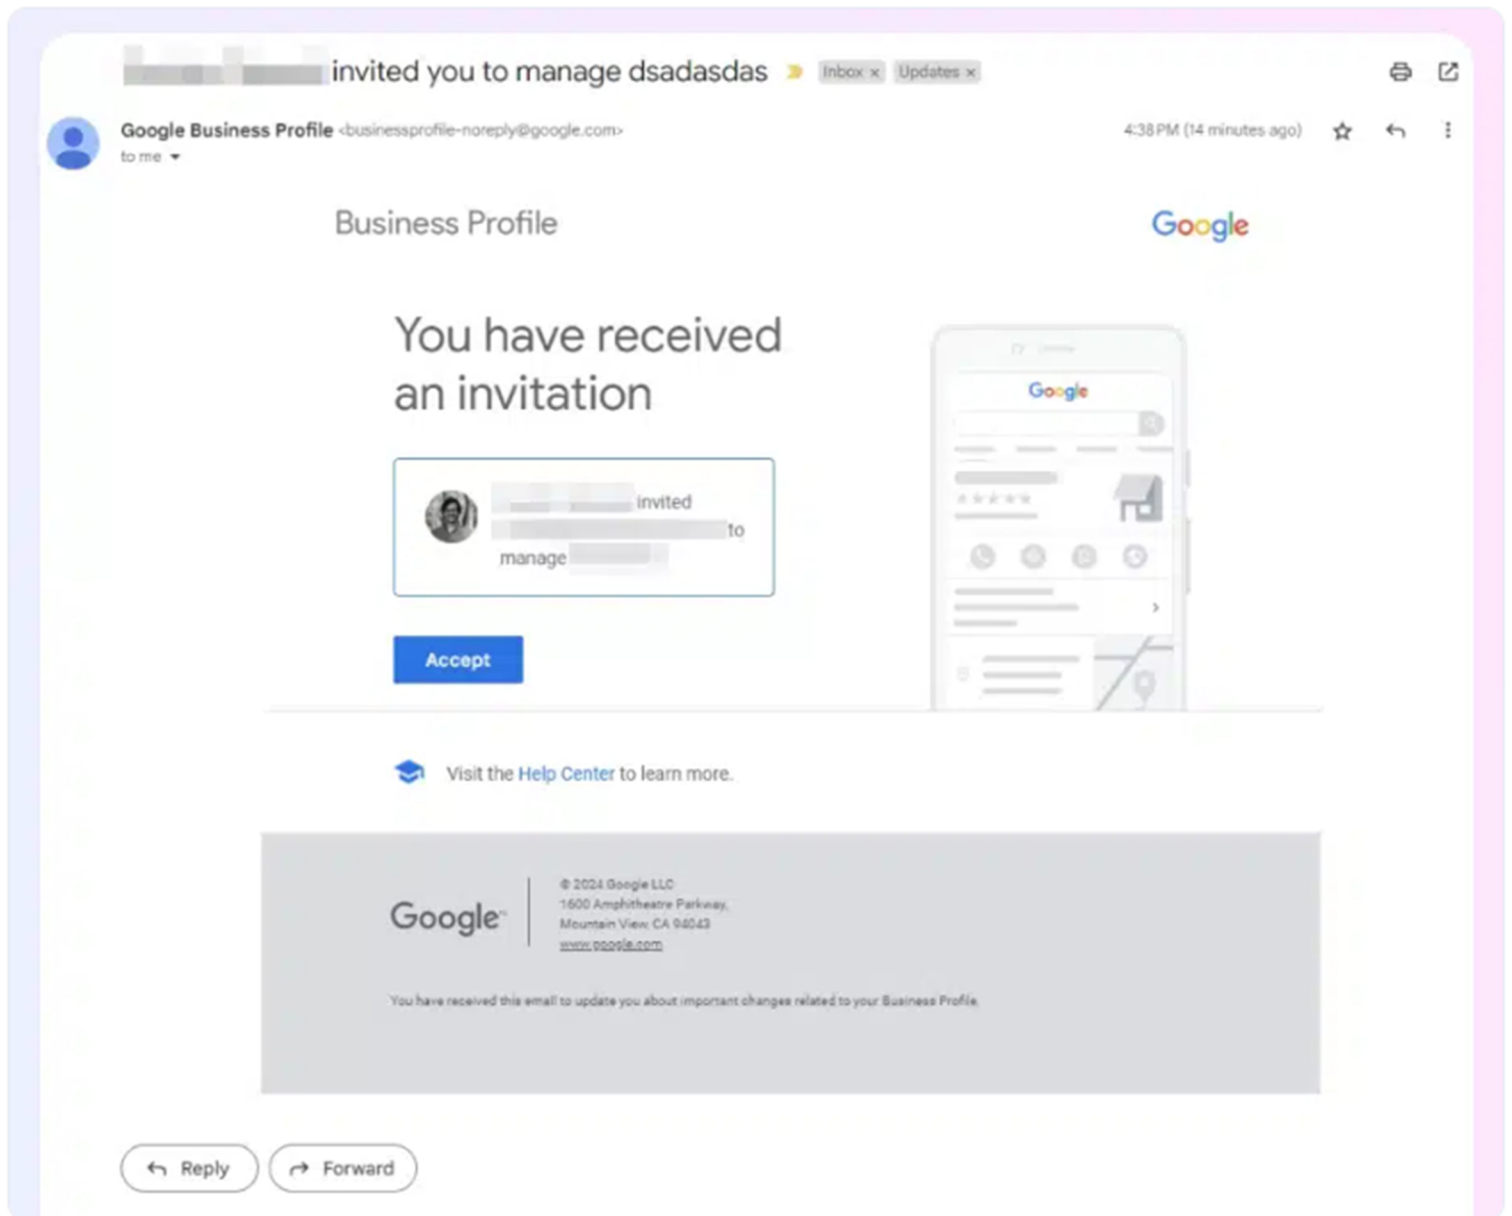 invited you to manage dsadasdas Inbox x Updates x
Google Business Profile <businessprofile-noreply@google.com> 4:38 PM (14 minutes ago)
to me
Business Profile Google
You have received
an invitation
Google
invited
to
manage
Accept
Visit the Help Center to learn more.
Google
© 2024 Google LLC
1600 Amphitheatre Parkway,
Mountain View, CA 94043
www.google.com
You have received this email to update you about important changes related to your Business Profile.
Reply Forward